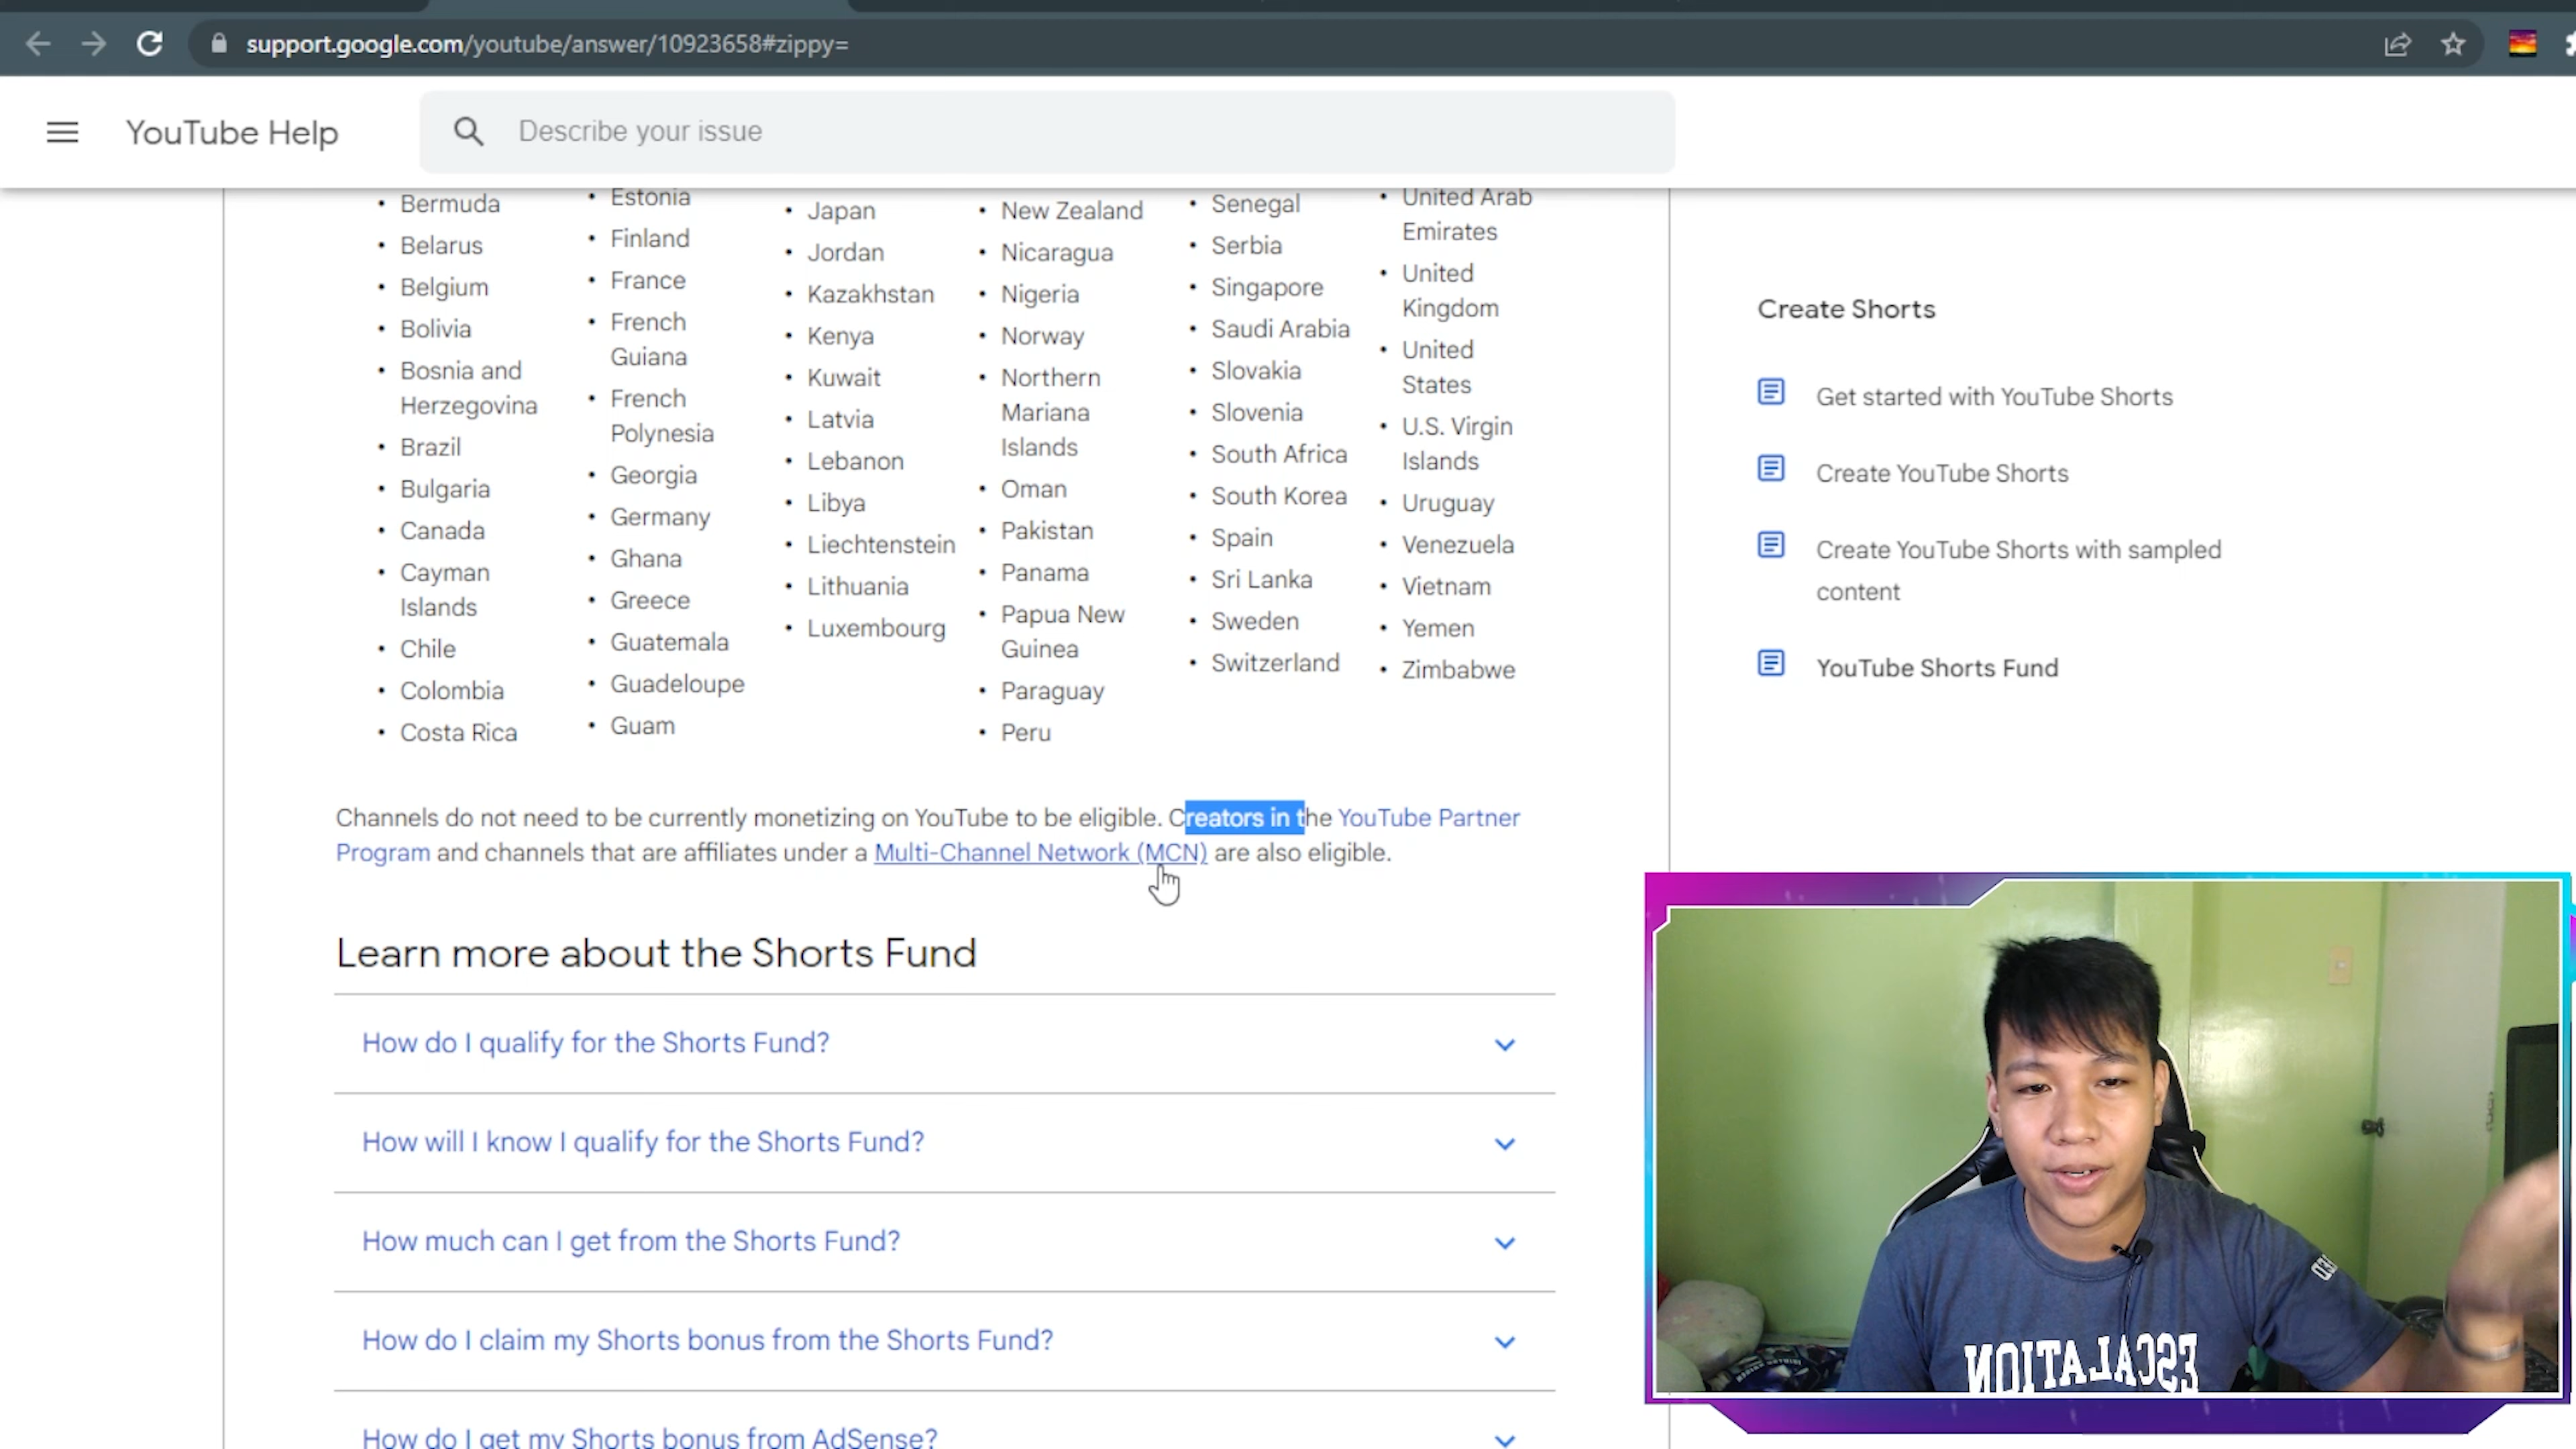 support.google.com/youtube/answer/10923658#zippy=
YouTube Help
Describe your issue
Bermuda
Belarus
Belgium
Bolivia
Bosnia and
Herzegovina
Brazil
Bulgaria
Canada
Cayman
Islands
Chile
Colombia
Costa Rica
Estonia
Finland
France
French
Guiana
French
Polynesia
Georgia
Germany
Ghana
Greece
Guatemala
Guadeloupe
Guam
Japan
Jordan
Kazakhstan
Kenya
Kuwait
Latvia
Lebanon
Libya
Liechtenstein
Lithuania
Luxembourg
New Zealand
Nicaragua
Nigeria
Norway
Northern
Mariana
Islands
Oman
Pakistan
Panama
Papua New
Guinea
Paraguay
Peru
Senegal
Serbia
Singapore
Saudi Arabia
Slovakia
Slovenia
South Africa
South Korea
Spain
Sri Lanka
Sweden
Switzerland
United Arab
Emirates
United
Kingdom
United
States
U.S. Virgin
Islands
Uruguay
Venezuela
Vietnam
Yemen
Zimbabwe
Channels do not need to be currently monetizing on YouTube to be eligible. Creators in the YouTube Partner
Program and channels that are affiliates under a Multi-Channel Network (MCN) are also eligible.
Learn more about the Shorts Fund
How do I qualify for the Shorts Fund?
How will I know I qualify for the Shorts Fund?
How much can I get from the Shorts Fund?
How do I claim my Shorts bonus from the Shorts Fund?
How do I get my Shorts bonus from AdSense?
Create Shorts
Get started with YouTube Shorts
Create YouTube Shorts
Create YouTube Shorts with sampled
content
YouTube Shorts Fund
ESCALATION